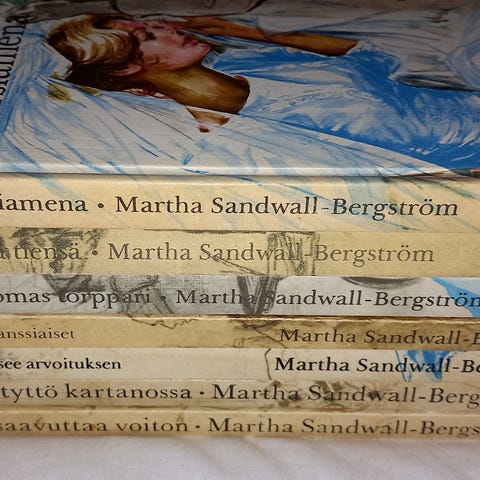 iamena • Martha Sandwall-Bergström
tiensä • Martha Sandwall-Bergström
omas torppari • Martha Sandwall-Bergström
anssiaiset Martha Sandwall-B
see arvoituksen Martha Sandwall-Be
tyttö kartanossa • Martha Sandwall-Berg
saavuttaa voiton • Martha Sandwall-Bergs